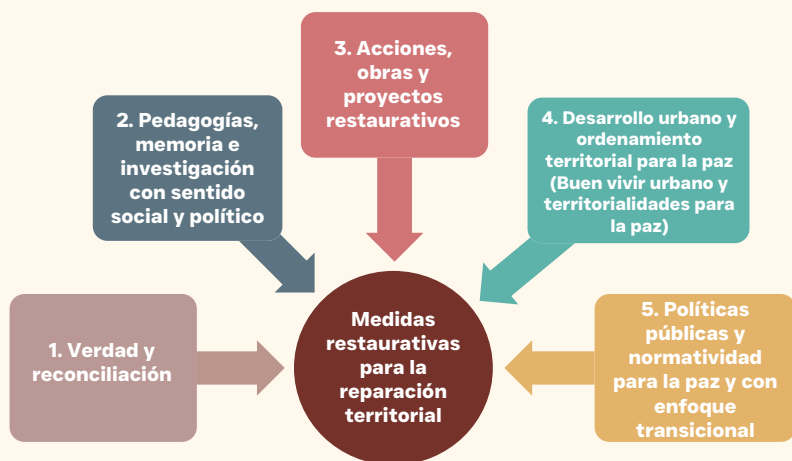 1. Verdad y
reconciliación
2. Pedagogías,
memoria e
investigación
con sentido
social y político
3. Acciones,
obras y
proyectos
restaurativos
4. Desarrollo urbano y
ordenamiento
territorial para la paz
(Buen vivir urbano y
territorialidades para
la paz)
5. Políticas
públicas y
normatividad
para la paz y con
enfoque
transicional
Medidas
restaurativas
para la
reparación
territorial